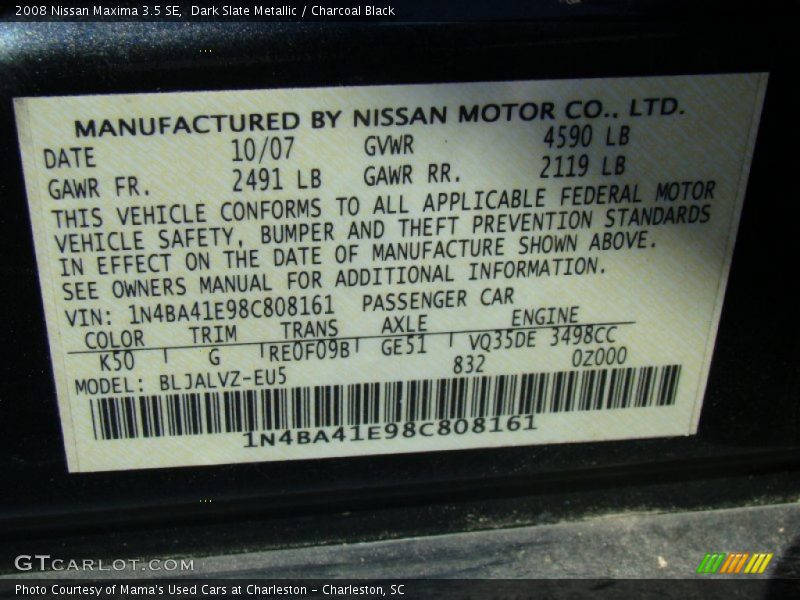 2008 Nissan Maxima 3.5 SE, Dark Slate Metallic / Charcoal Black
MANUFACTURED BY NISSAN MOTOR CO., LTD.
DATE 10/07 GVWR 4590 LB
GAWR FR. 2491 LB GAWR RR. 2119 LB
THIS VEHICLE CONFORMS TO ALL APPLICABLE FEDERAL MOTOR
VEHICLE SAFETY, BUMPER AND THEFT PREVENTION STANDARDS
IN EFFECT ON THE DATE OF MANUFACTURE SHOWN ABOVE.
SEE OWNERS MANUAL FOR ADDITIONAL INFORMATION.
VIN: 1N4BA41E98C808161 PASSENGER CAR
COLOR TRIM TRANS AXLE ENGINE
K50 G RE0F09B GE51 VQ35DE 3498CC
MODEL: BLJALVZ-EU5 832 0Z000
1N4BA41E98C808161
GTCARLOT.COM
Photo Courtesy of Mama's Used Cars at Charleston - Charleston, SC